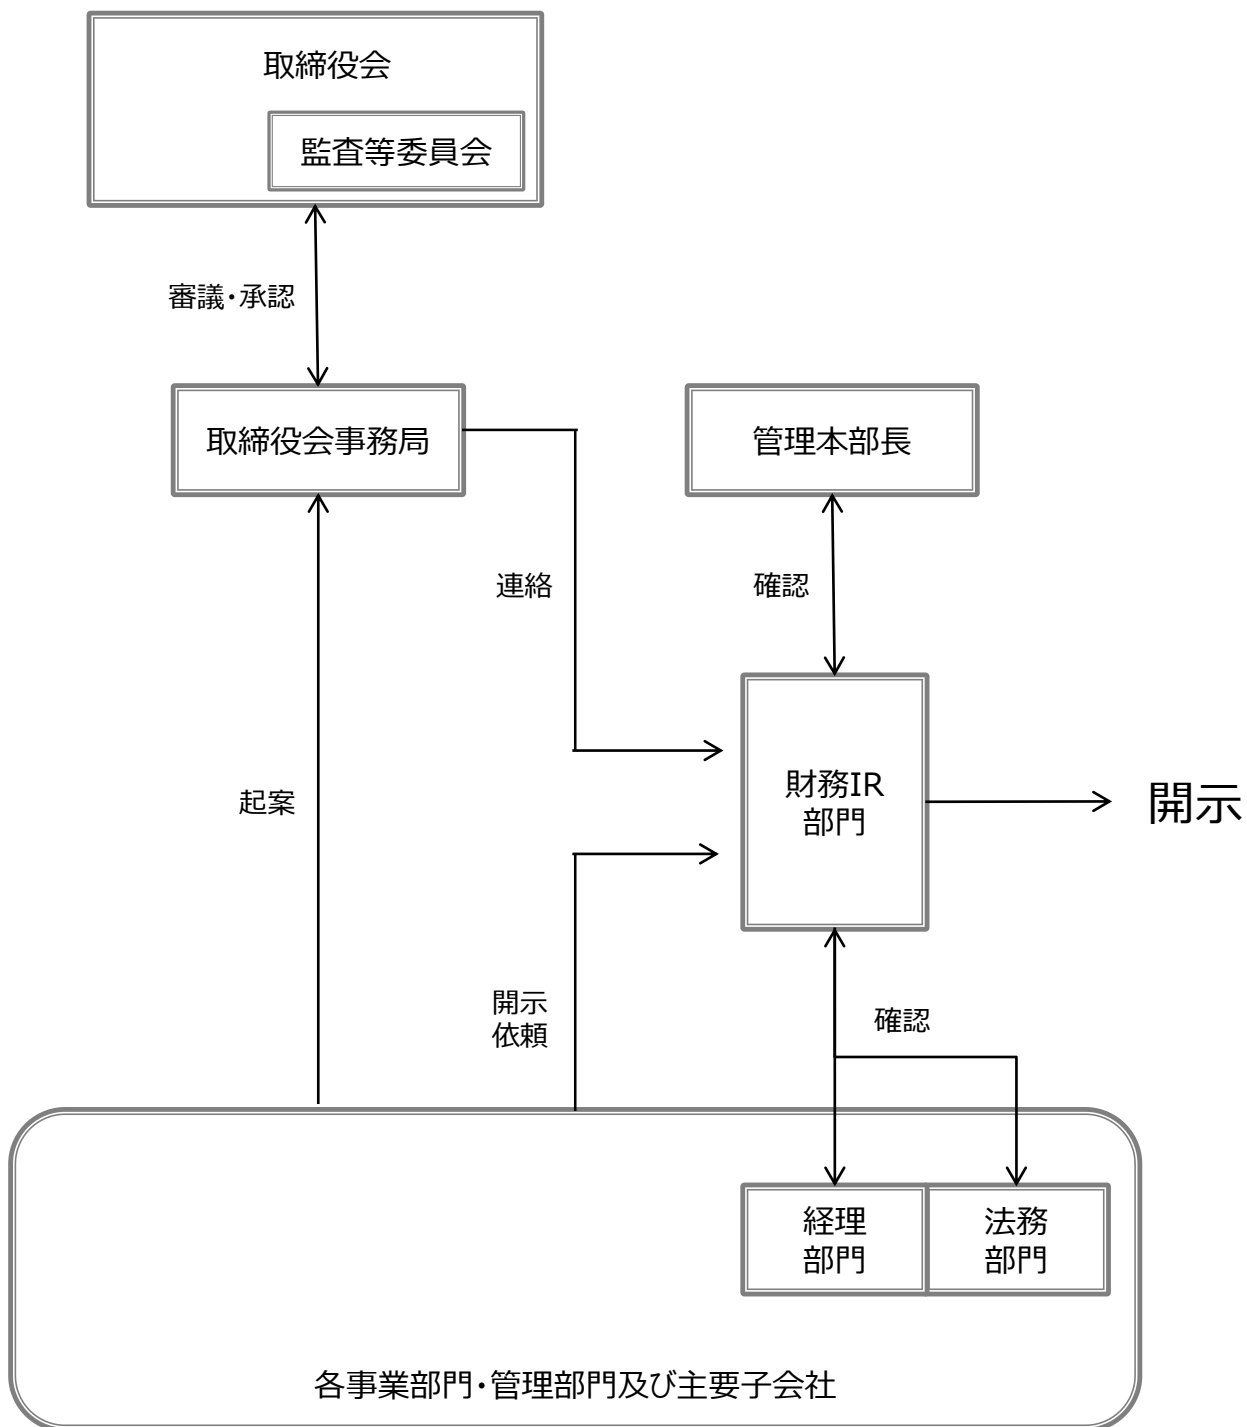 取締役会
監査等委員会
審議・承認
取締役会事務局
管理本部長
連絡
確認
財務IR
部門
起案
開示
開示
依頼
確認
経理
部門
法務
部門
各事業部門・管理部門及び主要子会社